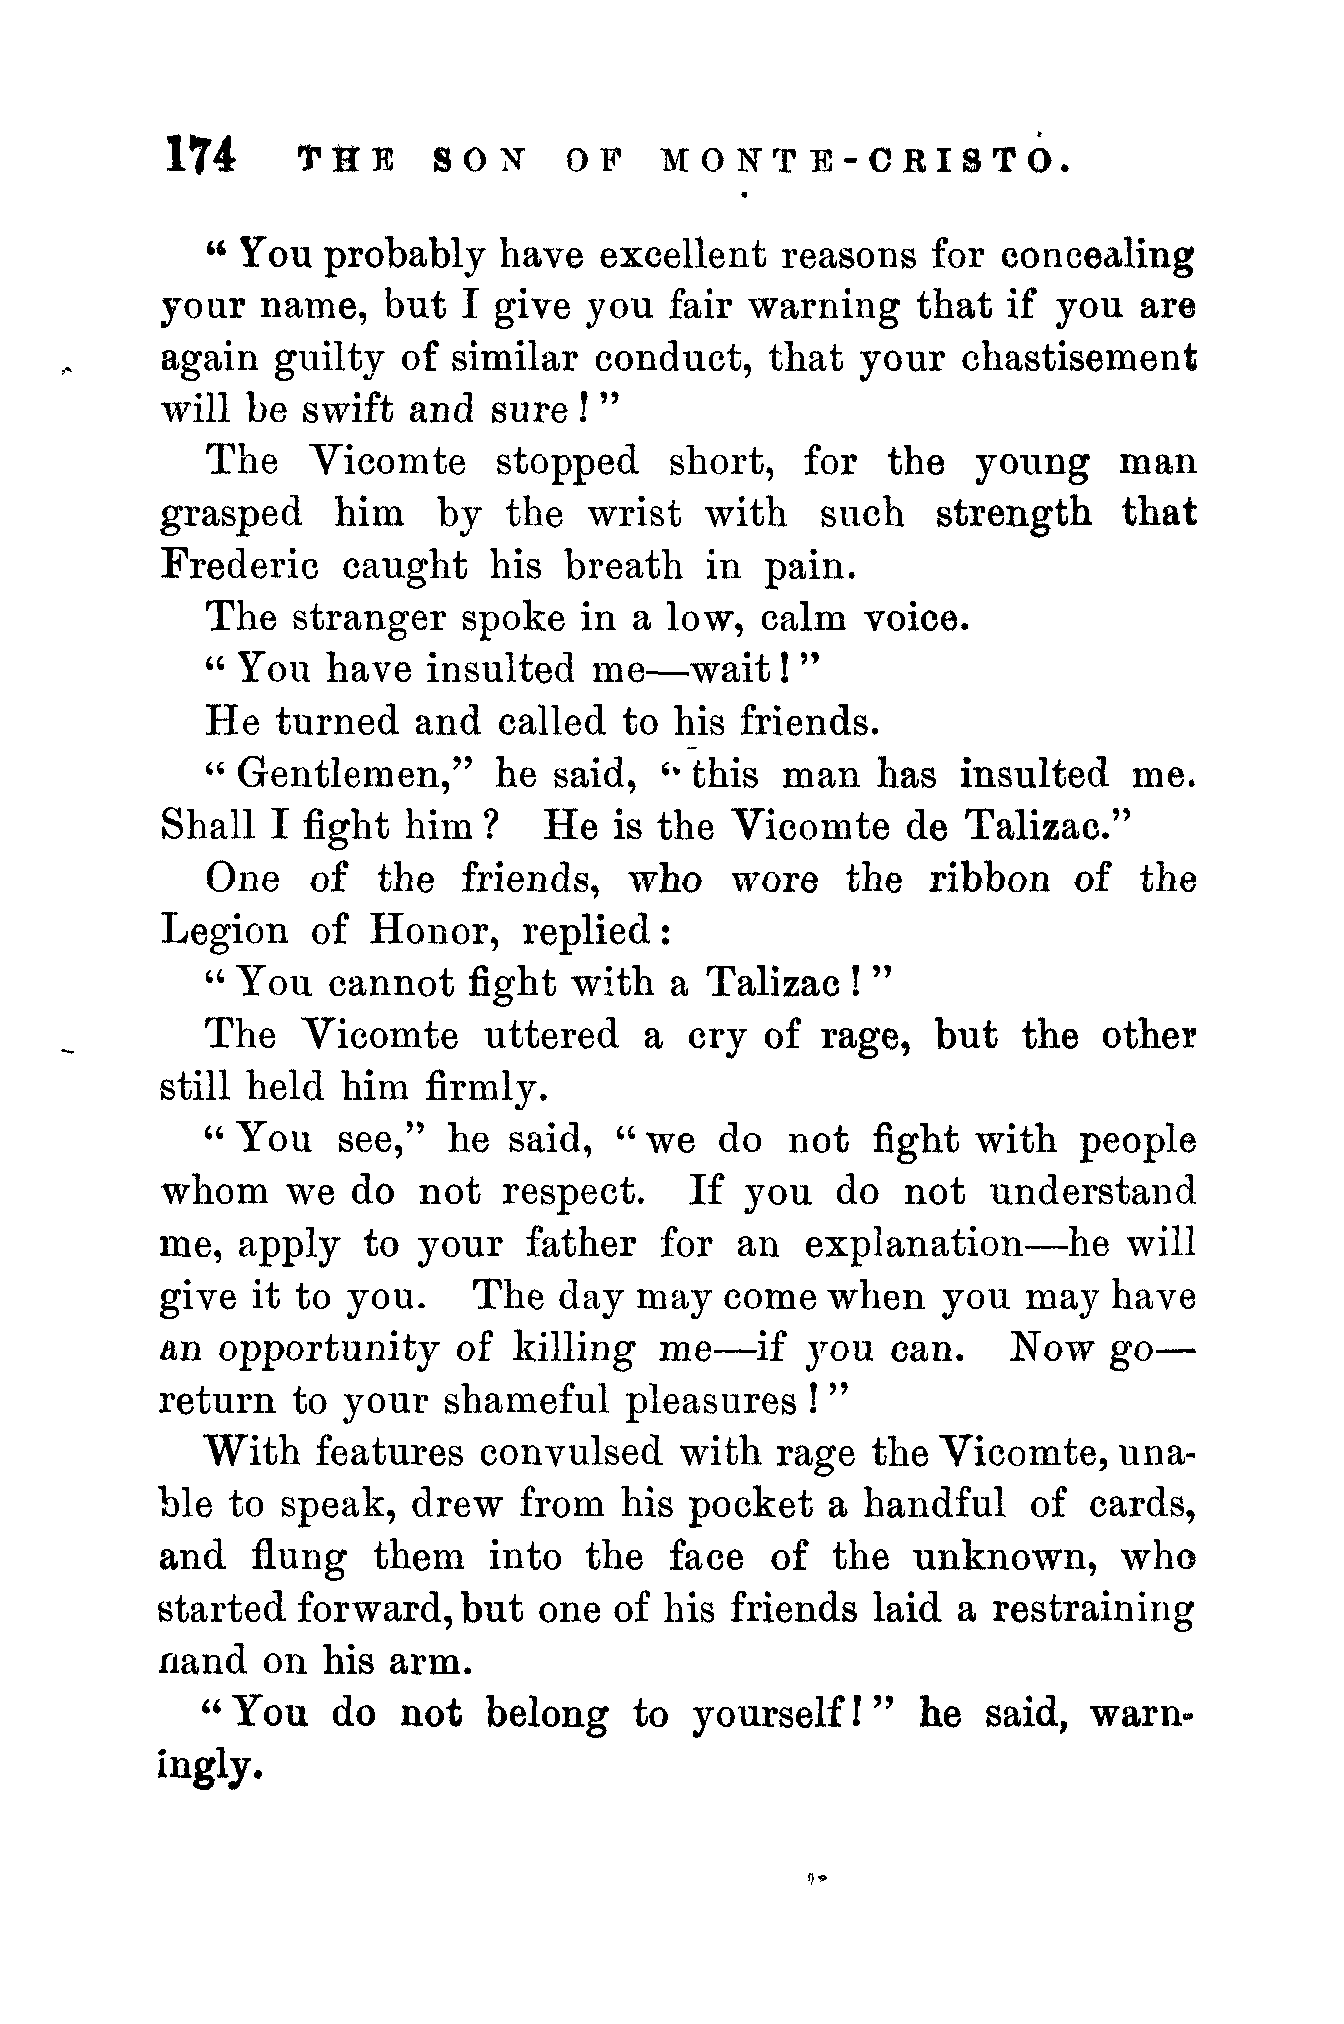 174 THE SON OF MONTE-CRISTO.
“ You probably have excellent reasons for concealing
your name, but I give you fair warning that if you are
again guilty of similar conduct, that your chastisement
will be swift and sure ! ”
The Vicomte stopped short, for the young man
grasped him by the wrist with such strength that
Frederic caught his breath in pain.
The stranger spoke in a low, calm voice.
“ You have insulted me—wait ! ”
He turned and called to his friends.
“ Gentlemen,” he said, “ this man has insulted me.
Shall I fight him ? He is the Vicomte de Talizac.”
One of the friends, who wore the ribbon of the
Legion of Honor, replied :
“ You cannot fight with a Talizac ! ”
The Vicomte uttered a cry of rage, but the other
still held him firmly.
“ You see,” he said, “ we do not fight with people
whom we do not respect. If you do not understand
me, apply to your father for an explanation—he will
give it to you. The day may come when you may have
an opportunity of killing me—if you can. Now go—
return to your shameful pleasures ! ”
With features convulsed with rage the Vicomte, una-
ble to speak, drew from his pocket a handful of cards,
and flung them into the face of the unknown, who
started forward, but one of his friends laid a restraining
hand on his arm.
“ You do not belong to yourself ! ” he said, warn-
ingly.